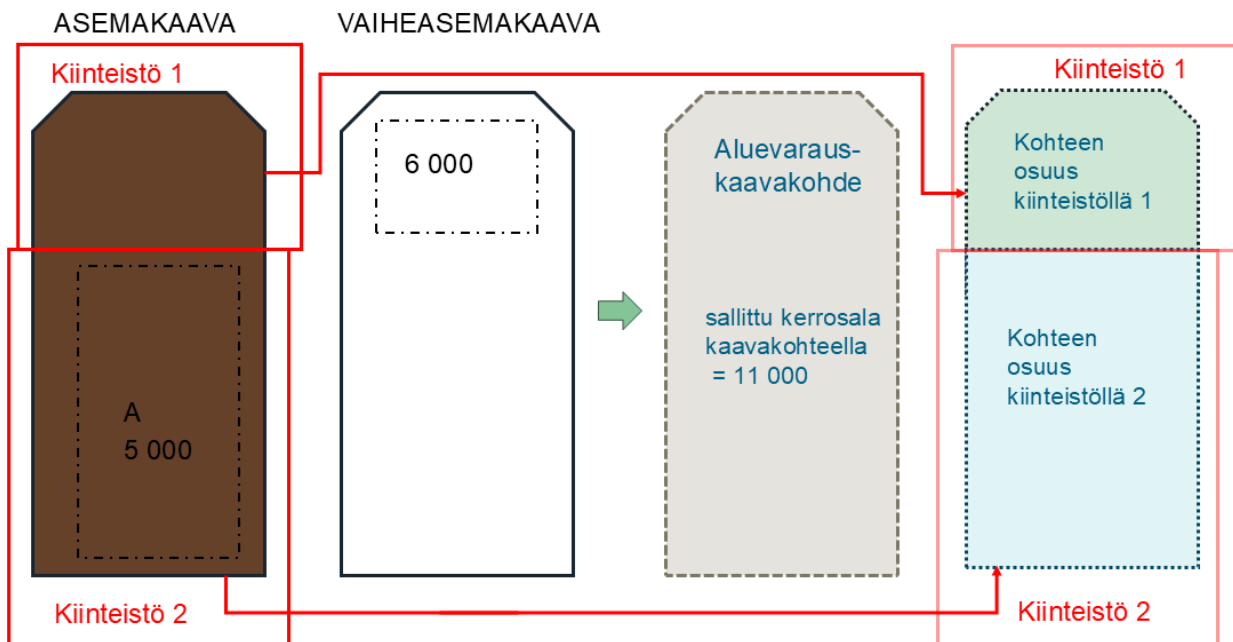 ASEMAKAAVA
VAIHEASEMAKAAVA
Kiinteistö 1
A
5 000
Kiinteistö 2
6 000
Aluevaraus-
kaavakohde
sallittu kerrosala
kaavakohteella
= 11 000
Kiinteistö 1
Kohteen
osuus
kiinteistöllä 1
Kohteen
osuus
kiinteistöllä 2
Kiinteistö 2